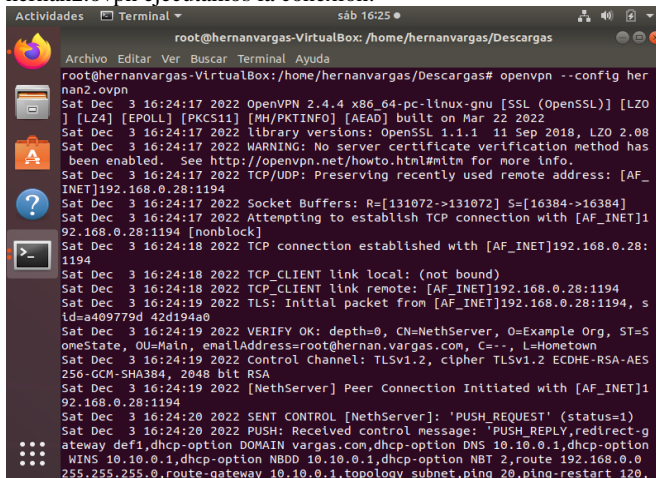 hernan2.ovpn ejecutamos la conexión.
Actividades Terminal sáb 16:25
root@hernanvargas-VirtualBox: /home/hernanvargas/Descargas
Archivo Editar Ver Buscar Terminal Ayuda
root@hernanvargas-VirtualBox:/home/hernanvargas/Descargas# openvpn --config her
nan2.ovpn
Sat Dec  3 16:24:17 2022 OpenVPN 2.4.4 x86_64-pc-linux-gnu [SSL (OpenSSL)] [LZO
] [LZ4] [EPOLL] [PKCS11] [MH/PKTINFO] [AEAD] built on Mar 22 2022
Sat Dec  3 16:24:17 2022 library versions: OpenSSL 1.1.1  11 Sep 2018, LZO 2.08
Sat Dec  3 16:24:17 2022 WARNING: No server certificate verification method has
 been enabled.  See http://openvpn.net/howto.html#mitm for more info.
Sat Dec  3 16:24:17 2022 TCP/UDP: Preserving recently used remote address: [AF_
INET]192.168.0.28:1194
Sat Dec  3 16:24:17 2022 Socket Buffers: R=[131072->131072] S=[16384->16384]
Sat Dec  3 16:24:17 2022 Attempting to establish TCP connection with [AF_INET]1
92.168.0.28:1194 [nonblock]
Sat Dec  3 16:24:18 2022 TCP connection established with [AF_INET]192.168.0.28:
1194
Sat Dec  3 16:24:18 2022 TCP_CLIENT link local: (not bound)
Sat Dec  3 16:24:18 2022 TCP_CLIENT link remote: [AF_INET]192.168.0.28:1194
Sat Dec  3 16:24:19 2022 TLS: Initial packet from [AF_INET]192.168.0.28:1194, s
id=a409779d 42d194a0
Sat Dec  3 16:24:19 2022 VERIFY OK: depth=0, CN=NethServer, O=Example Org, ST=S
omeState, OU=Main, emailAddress=root@hernan.vargas.com, C=--, L=Hometown
Sat Dec  3 16:24:19 2022 Control Channel: TLSv1.2, cipher TLSv1.2 ECDHE-RSA-AES
256-GCM-SHA384, 2048 bit RSA
Sat Dec  3 16:24:19 2022 [NethServer] Peer Connection Initiated with [AF_INET]1
92.168.0.28:1194
Sat Dec  3 16:24:20 2022 SENT CONTROL [NethServer]: 'PUSH_REQUEST' (status=1)
Sat Dec  3 16:24:20 2022 PUSH: Received control message: 'PUSH_REPLY,redirect-g
ateway def1,dhcp-option DOMAIN vargas.com,dhcp-option DNS 10.10.0.1,dhcp-option
 WINS 10.10.0.1,dhcp-option NBDD 10.10.0.1,dhcp-option NBT 2,route 192.168.0.0
255.255.255.0,route-gateway 10.10.0.1,topology subnet,ping 20,ping-restart 120,